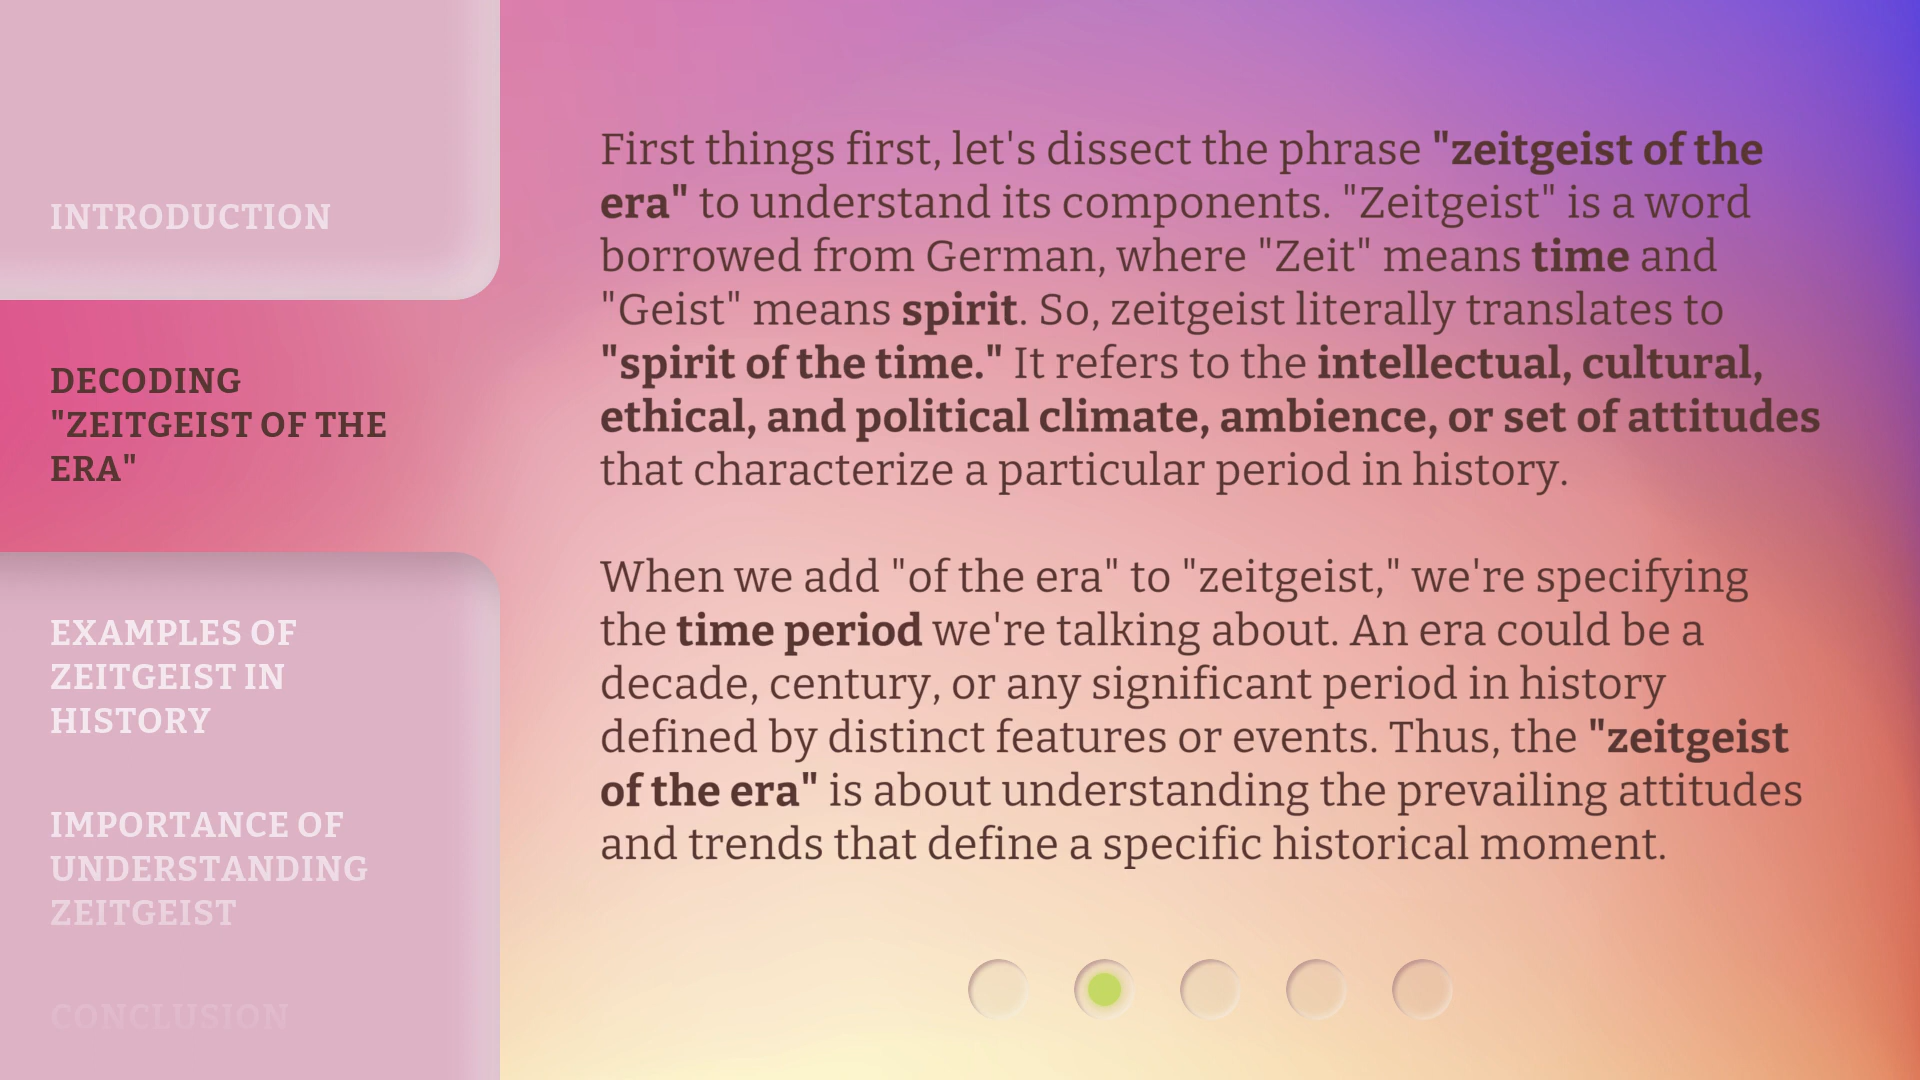 INTRODUCTION
DECODING
"ZEITGEIST OF THE
ERA"
EXAMPLES OF
ZEITGEIST IN
HISTORY
IMPORTANCE OF
UNDERSTANDING
ZEITGEIST
CONCLUSION
First things first, let's dissect the phrase "zeitgeist of the
era" to understand its components. "Zeitgeist" is a word
borrowed from German, where "Zeit" means time and
"Geist" means spirit. So, zeitgeist literally translates to
"spirit of the time." It refers to the intellectual, cultural,
ethical, and political climate, ambience, or set of attitudes
that characterize a particular period in history.
When we add "of the era" to "zeitgeist," we're specifying
the time period we're talking about. An era could be a
decade, century, or any significant period in history
defined by distinct features or events. Thus, the "zeitgeist
of the era" is about understanding the prevailing attitudes
and trends that define a specific historical moment.